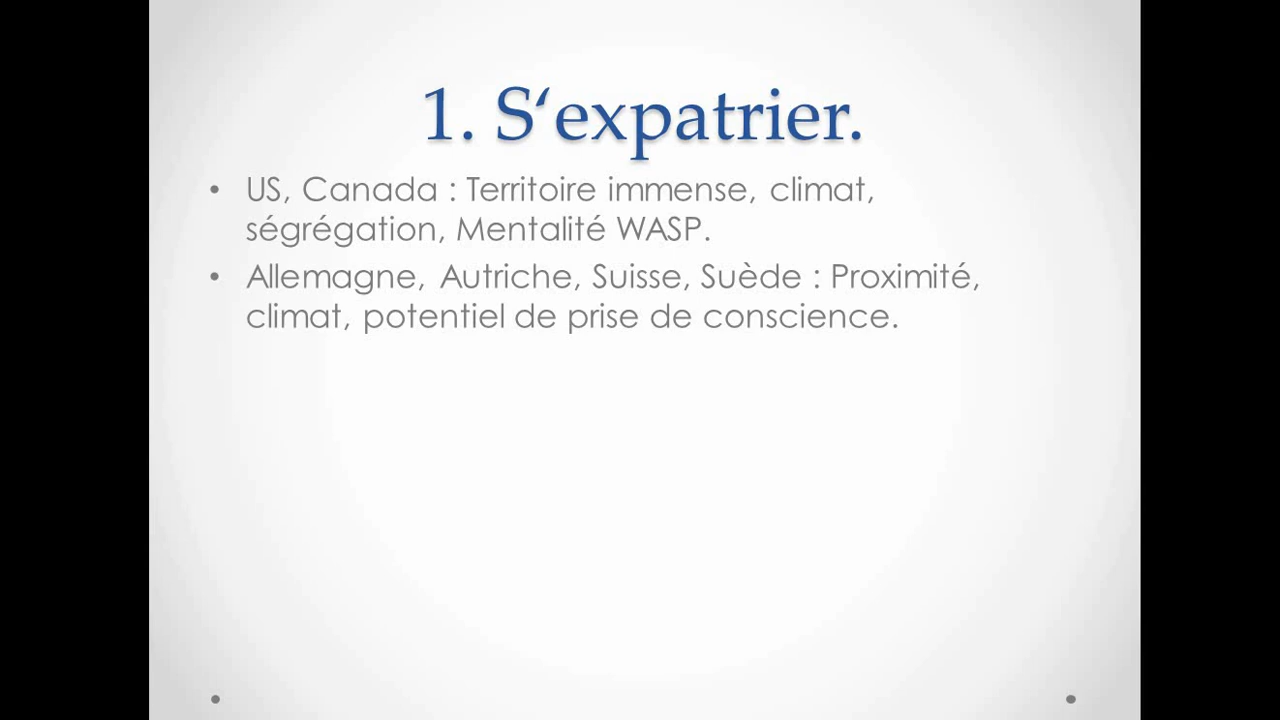 1. S‘expatrier.
• US, Canada : Territoire immense, climat,
ségrégation, Mentalité WASP.
• Allemagne, Autriche, Suisse, Suède : Proximité,
climat, potentiel de prise de conscience.